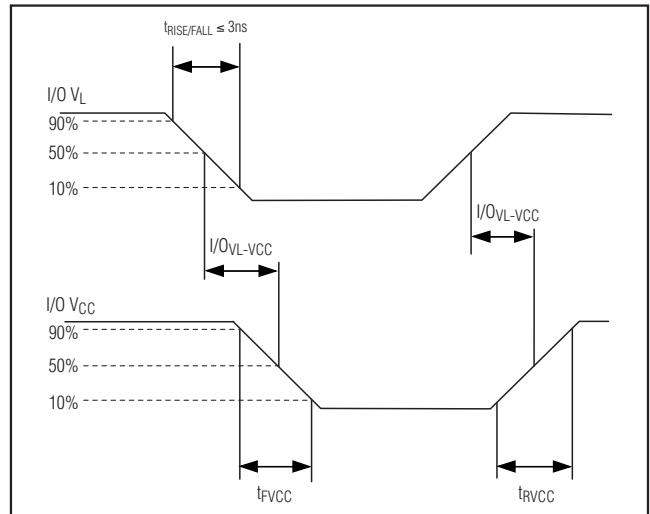 tRISE/FALL ≤ 3ns
I/O VL
90%
50%
10%
I/OVL-VCC
I/OVL-VCC
I/O VCC
90%
50%
10%
tFVCC
tRVCC